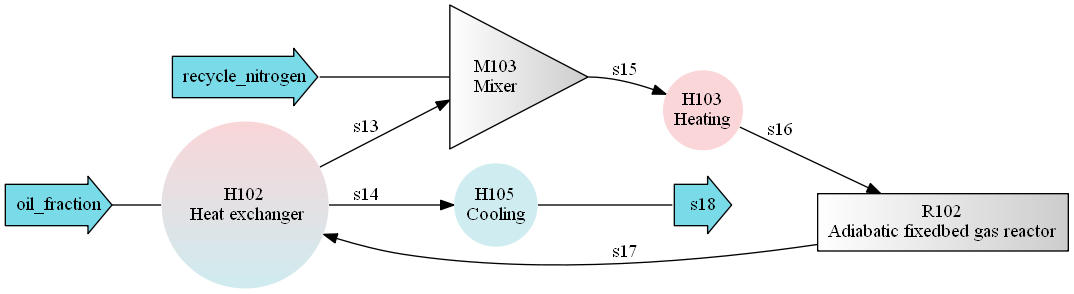 recycle_nitrogen
M103
Mixer
s15
H103
Heating
s16
s13
oil_fraction
H102
Heat exchanger
s14
H105
Cooling
s18
R102
Adiabatic fixedbed gas reactor
s17